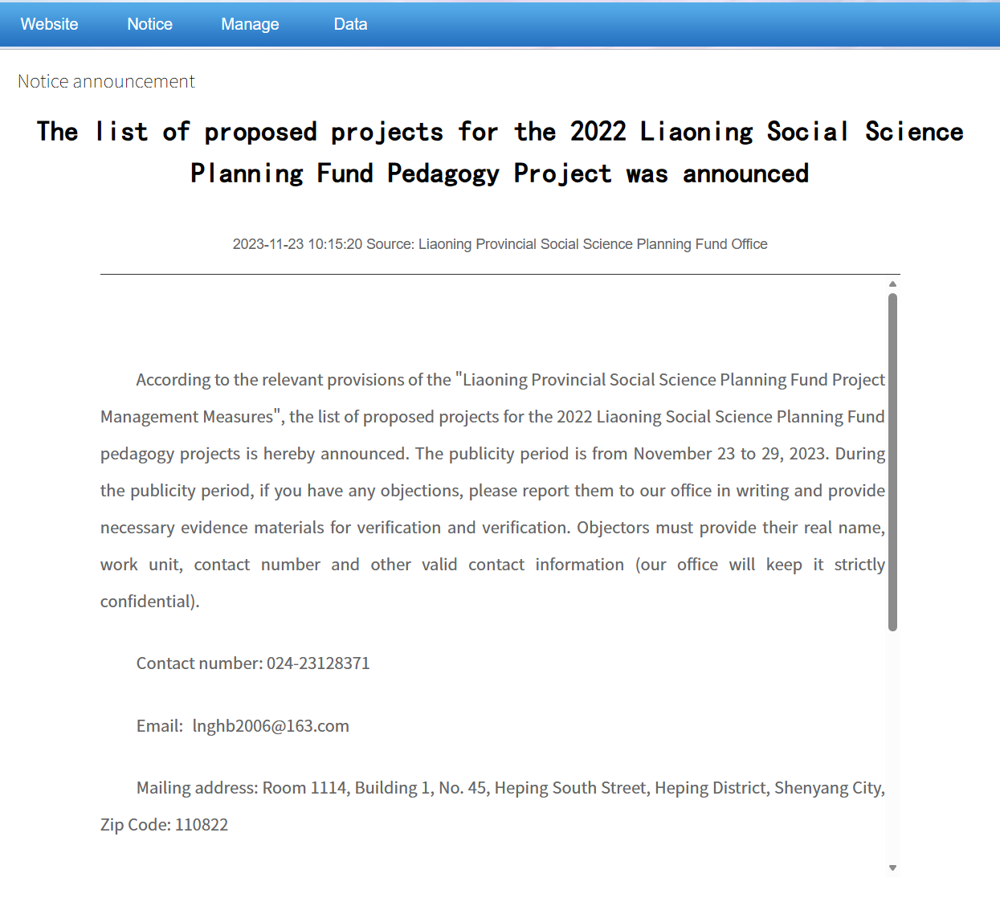 Website Notice Manage Data
Notice announcement
The list of proposed projects for the 2022 Liaoning Social Science
Planning Fund Pedagogy Project was announced
2023-11-23 10:15:20 Source: Liaoning Provincial Social Science Planning Fund Office
According to the relevant provisions of the "Liaoning Provincial Social Science Planning Fund Project
Management Measures", the list of proposed projects for the 2022 Liaoning Social Science Planning Fund
pedagogy projects is hereby announced. The publicity period is from November 23 to 29, 2023. During
the publicity period, if you have any objections, please report them to our office in writing and provide
necessary evidence materials for verification and verification. Objectors must provide their real name,
work unit, contact number and other valid contact information (our office will keep it strictly
confidential).
Contact number: 024-23128371
Email: lnghb2006@163.com
Mailing address: Room 1114, Building 1, No. 45, Heping South Street, Heping District, Shenyang City,
Zip Code: 110822